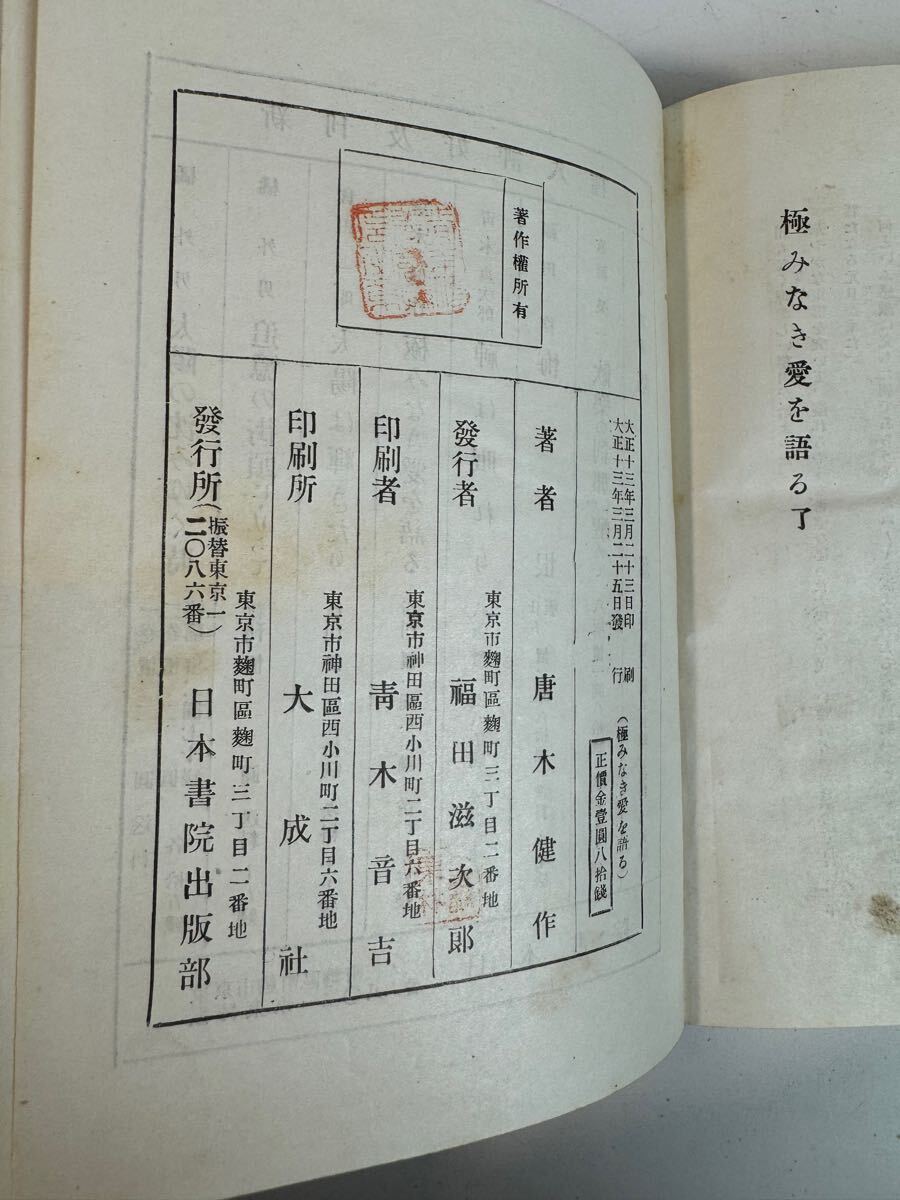 極みなき愛を語る了
著作權所有
大正十三年三月二十三日印刷
大正十三年三月二十五日發行
(極みなき愛を語る)
正價金壹圓八拾錢
著者 唐木健作
東京市麴町區麴町三丁目二番地
發行者 福田滋次郎
東京市神田區西小川町二丁目六番地
印刷者 靑木音吉
東京市神田區西小川町二丁目六番地
印刷所 大成社
東京市麴町區麴町三丁目二番地
發行所(振替東京一二〇八六番) 日本書院出版部